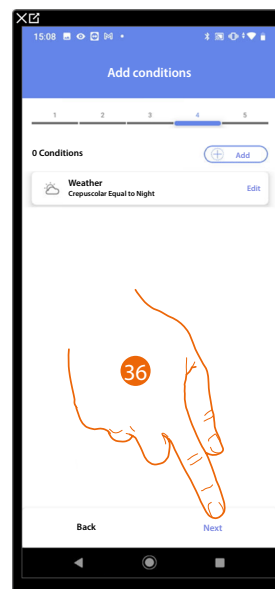 15:08
Add conditions
1 2 3 4 5
0 Conditions
Add
Weather
Crepuscolar Equal to Night
Edit
36
Back
Next